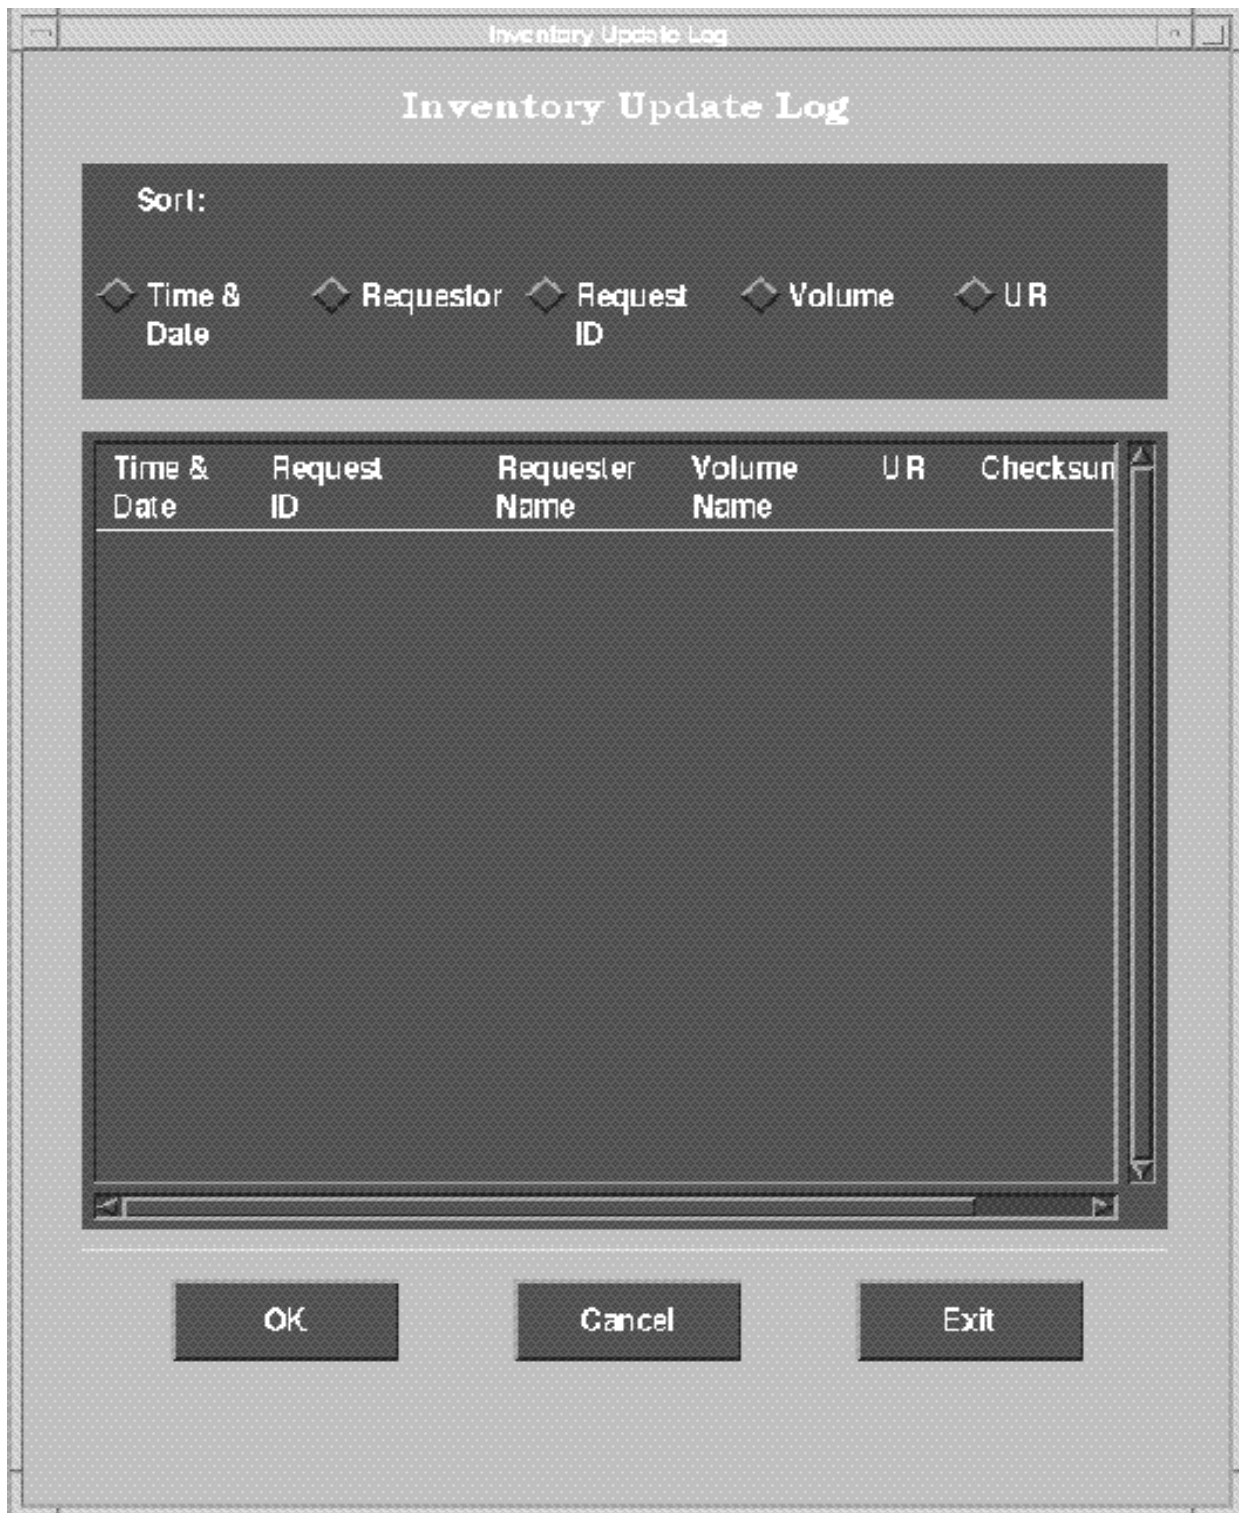 Inventory Update Log
Inventory Update Log
Sort:
Time & Requestor Request Volume UR
Date ID
Time & Request Requester Volume UR Checksum
Date ID Name Name
OK Cancel Exit